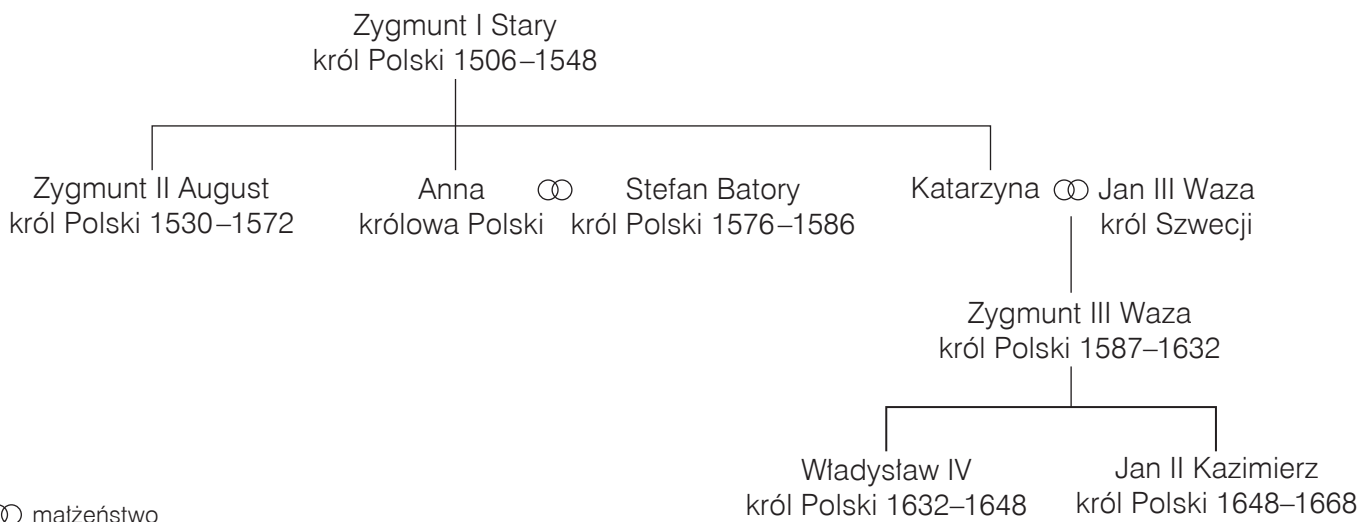 Zygmunt I Stary
król Polski 1506–1548
Zygmunt II August
król Polski 1530–1572
Anna
królowa Polski
Stefan Batory
król Polski 1576–1586
Katarzyna
Jan III Waza
król Szwecji
Zygmunt III Waza
król Polski 1587–1632
Władysław IV
król Polski 1632–1648
Jan II Kazimierz
król Polski 1648–1668
małżeństwo